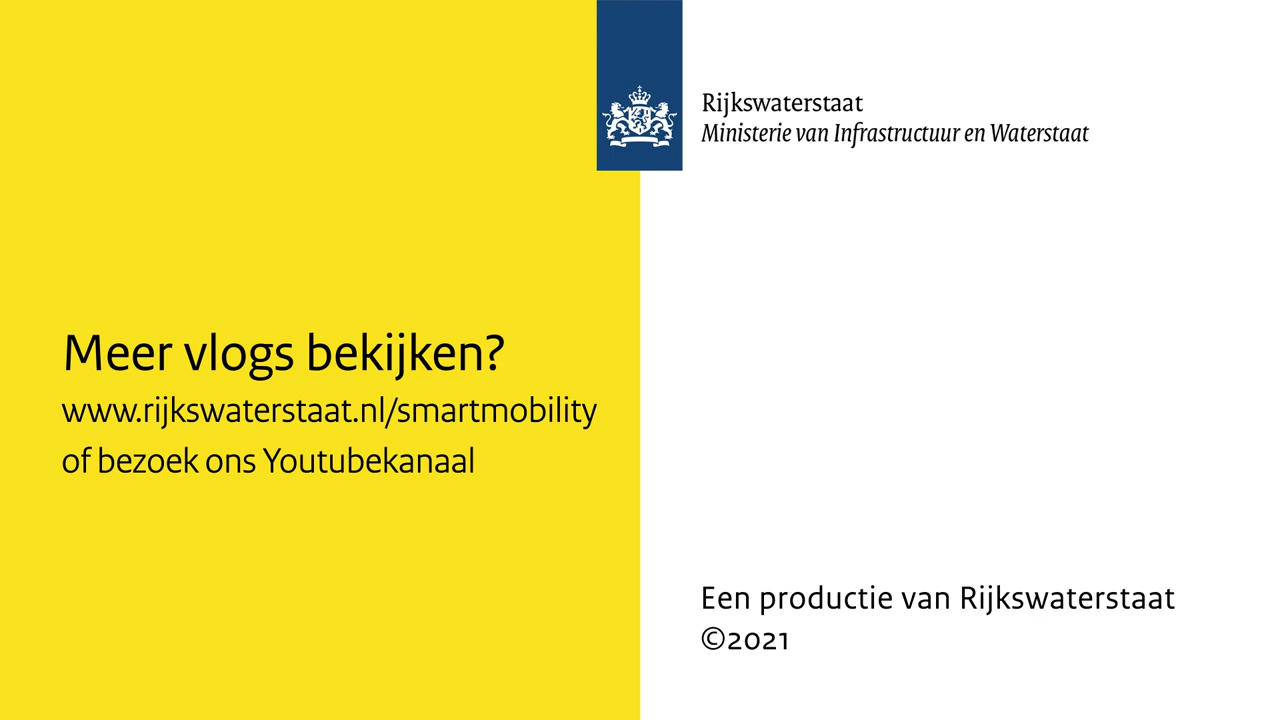 Rijkswaterstaat
Ministerie van Infrastructuur en Waterstaat
Meer vlogs bekijken?
www.rijkswaterstaat.nl/smartmobility
of bezoek ons Youtubekanaal
Een productie van Rijkswaterstaat
©2021